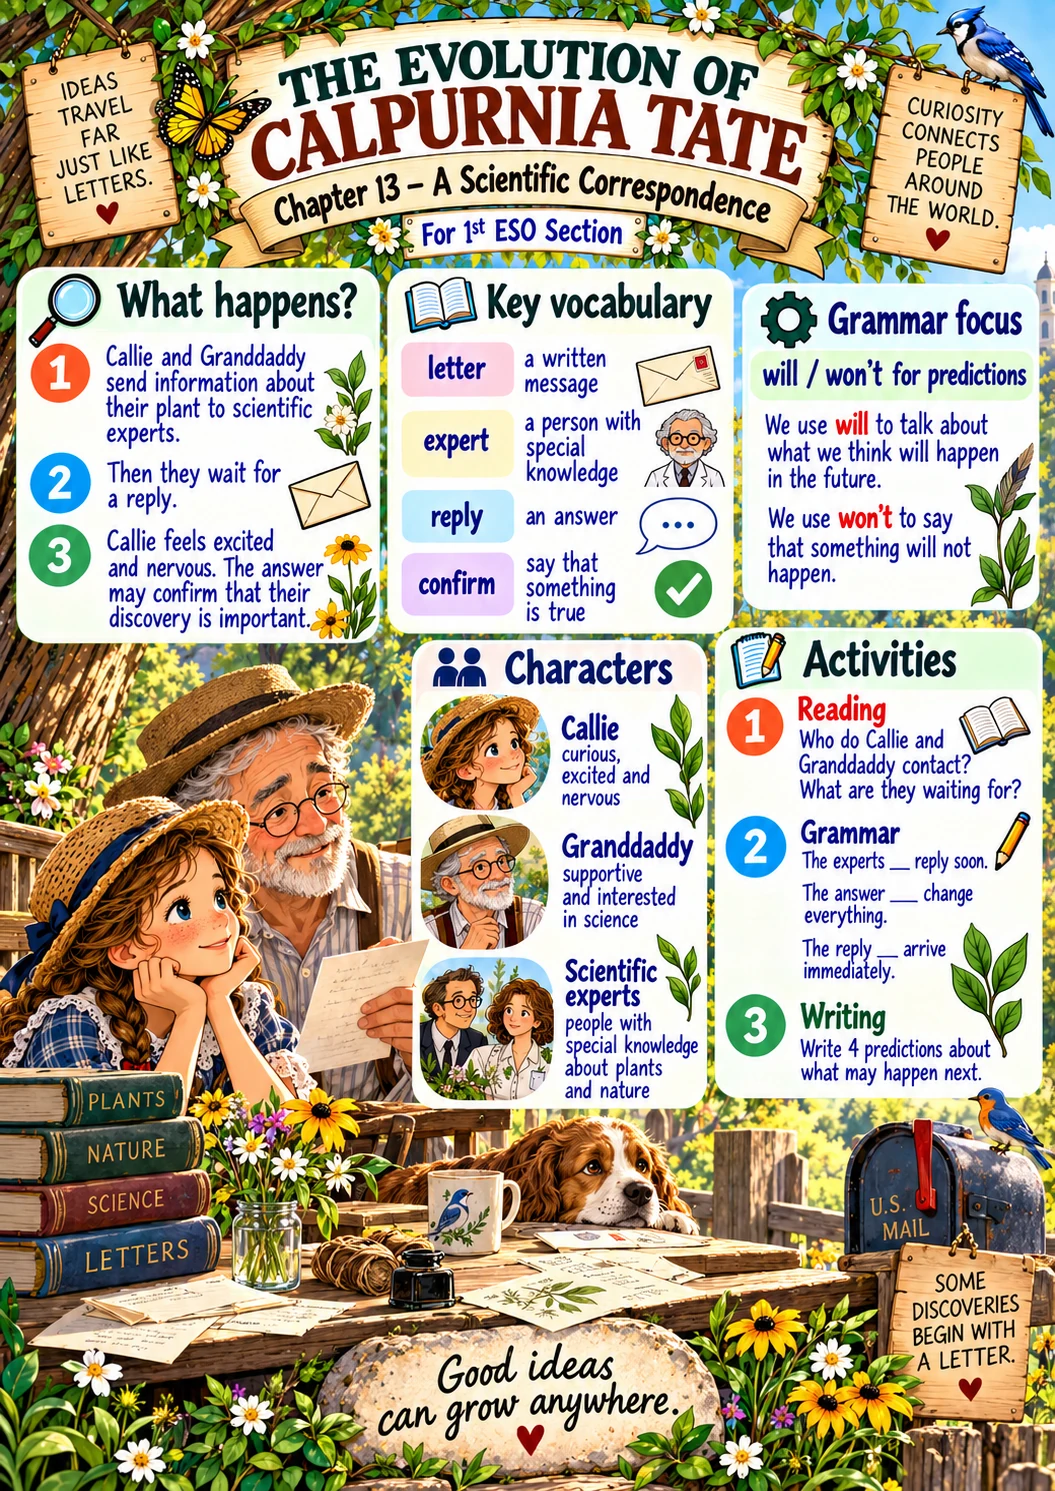 IDEAS
TRAVEL
FAR
JUST LIKE
LETTERS.
THE EVOLUTION OF
CALPURNIA TATE
Chapter 13 – A Scientific Correspondence
For 1st ESO Section
CURIOSITY
CONNECTS
PEOPLE
AROUND
THE WORLD.
What happens?
1
Callie and Granddaddy
send information about
their plant to scientific
experts.
2
Then they wait for
a reply.
3
Callie feels excited
and nervous. The answer
may confirm that their
discovery is important.
Key vocabulary
letter
a written
message
expert
a person with
special
knowledge
reply
an answer
confirm
say that
something
is true
Grammar focus
will / won't for predictions
We use will to talk about
what we think will happen
in the future.
We use won't to say
that something will not
happen.
Characters
Callie
curious,
excited and
nervous
Granddaddy
supportive
and interested
in science
Scientific
experts
people with
special knowledge
about plants
and nature
Activities
1
Reading
Who do Callie and
Granddaddy contact?
What are they waiting for?
2
Grammar
The experts __ reply soon.
The answer __ change
everything.
The reply __ arrive
immediately.
3
Writing
Write 4 predictions about
what may happen next.
PLANTS
NATURE
SCIENCE
LETTERS
U.S.
MAIL
SOME
DISCOVERIES
BEGIN WITH
A LETTER.
Good ideas
can grow anywhere.